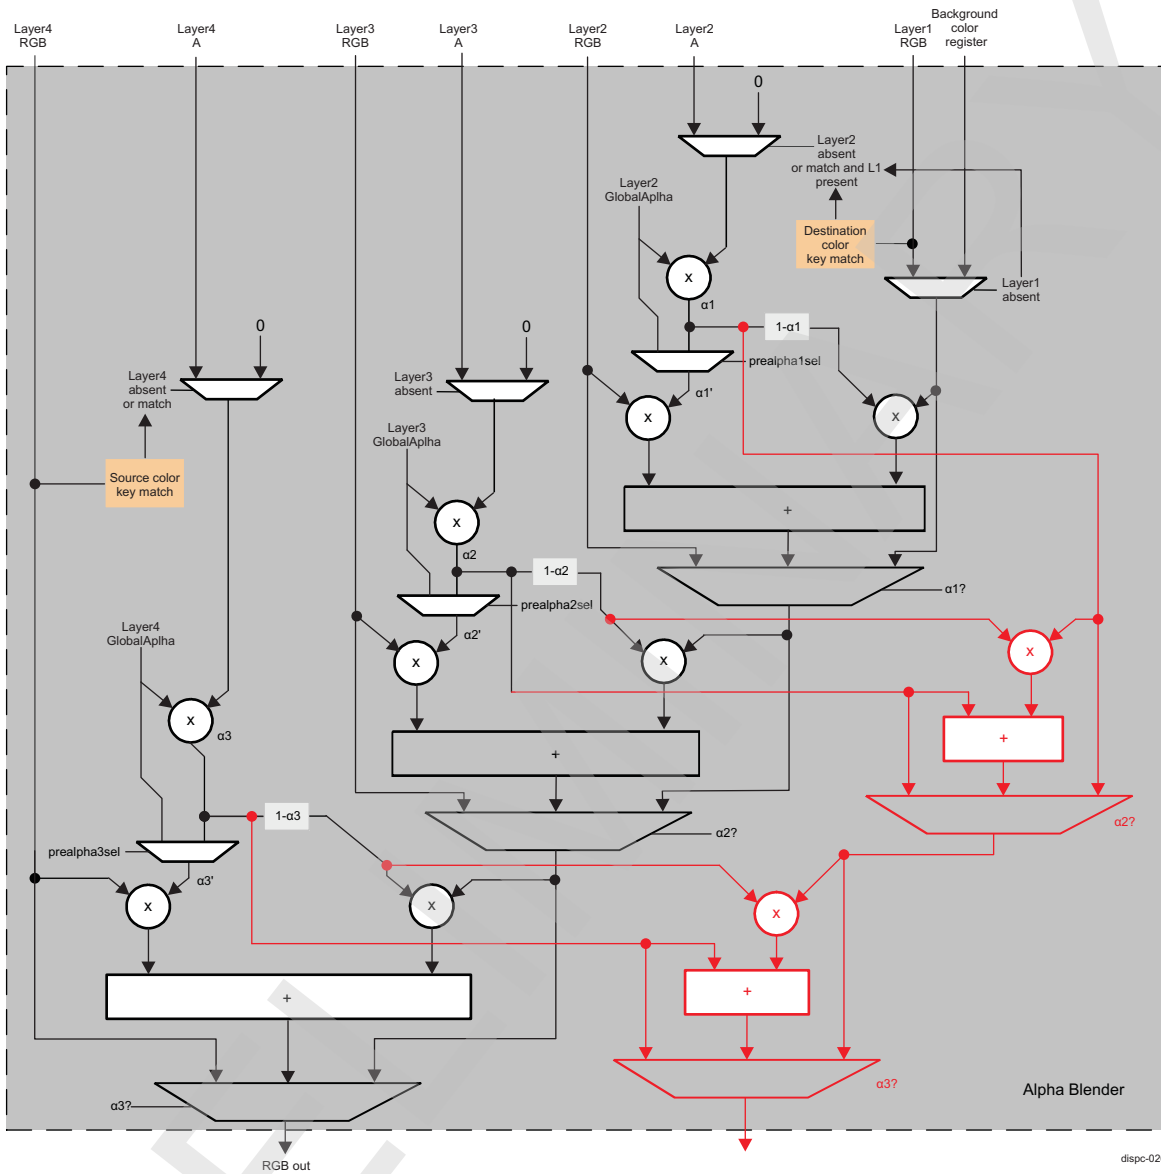 Layer4
RGB
Layer4
A
Layer3
RGB
Layer3
A
Layer2
RGB
Layer2
A
Layer1
RGB
Background
color
register
0
Layer2
absent
or match and L1
present
Layer2
GlobalAplha
Destination
color
key match
x
Layer1
absent
α1
0
0
1-α1
prealpha1sel
Layer4
absent
or match
Layer3
absent
α1'
x
x
Layer3
GlobalAplha
Source color
key match
+
x
α2
1-α2
α1?
prealpha2sel
Layer4
GlobalAplha
α2'
x
x
x
x
α3
+
+
1-α3
α2?
α2?
prealpha3sel
α3'
x
x
x
+
+
α3?
Alpha Blender
α3?
RGB out
dispc-02